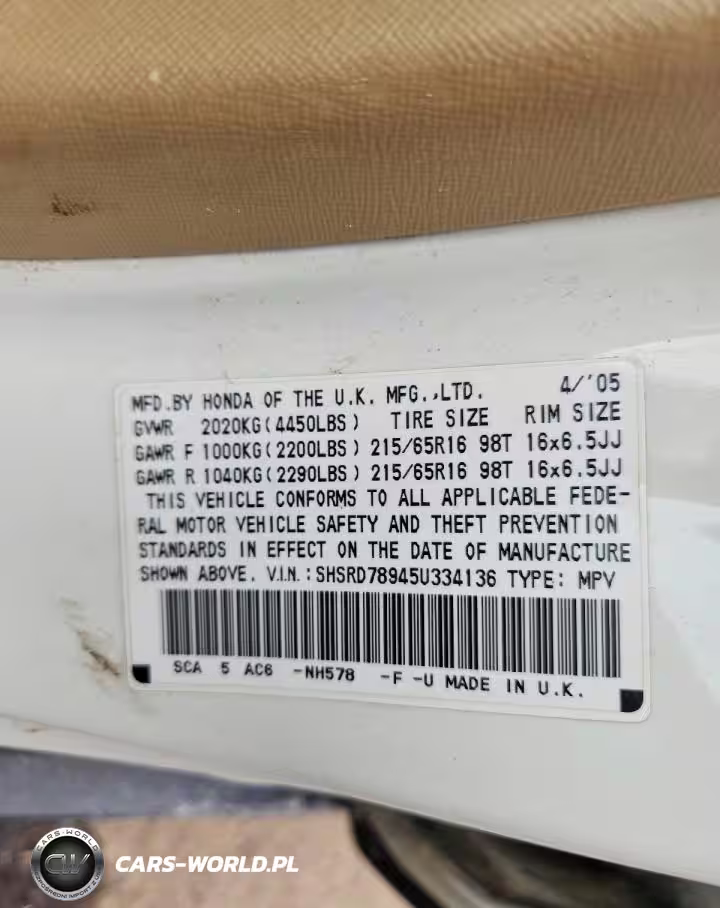 MFD.BY HONDA OF THE U.K. MFG.,LTD. 4/'05
GVWR 2020KG(4450LBS) TIRE SIZE RIM SIZE
GAWR F 1000KG(2200LBS) 215/65R16 98T 16x6.5JJ
GAWR R 1040KG(2290LBS) 215/65R16 98T 16x6.5JJ
THIS VEHICLE CONFORMS TO ALL APPLICABLE FEDE-
RAL MOTOR VEHICLE SAFETY AND THEFT PREVENTION
STANDARDS IN EFFECT ON THE DATE OF MANUFACTURE
SHOWN ABOVE. V.I.N.:SHSRD78945U334136 TYPE: MPV
SCA 5 AC6 -NH578 -F -U MADE IN U.K.
CARS-WORLD
CW
CARS-WORLD.PL